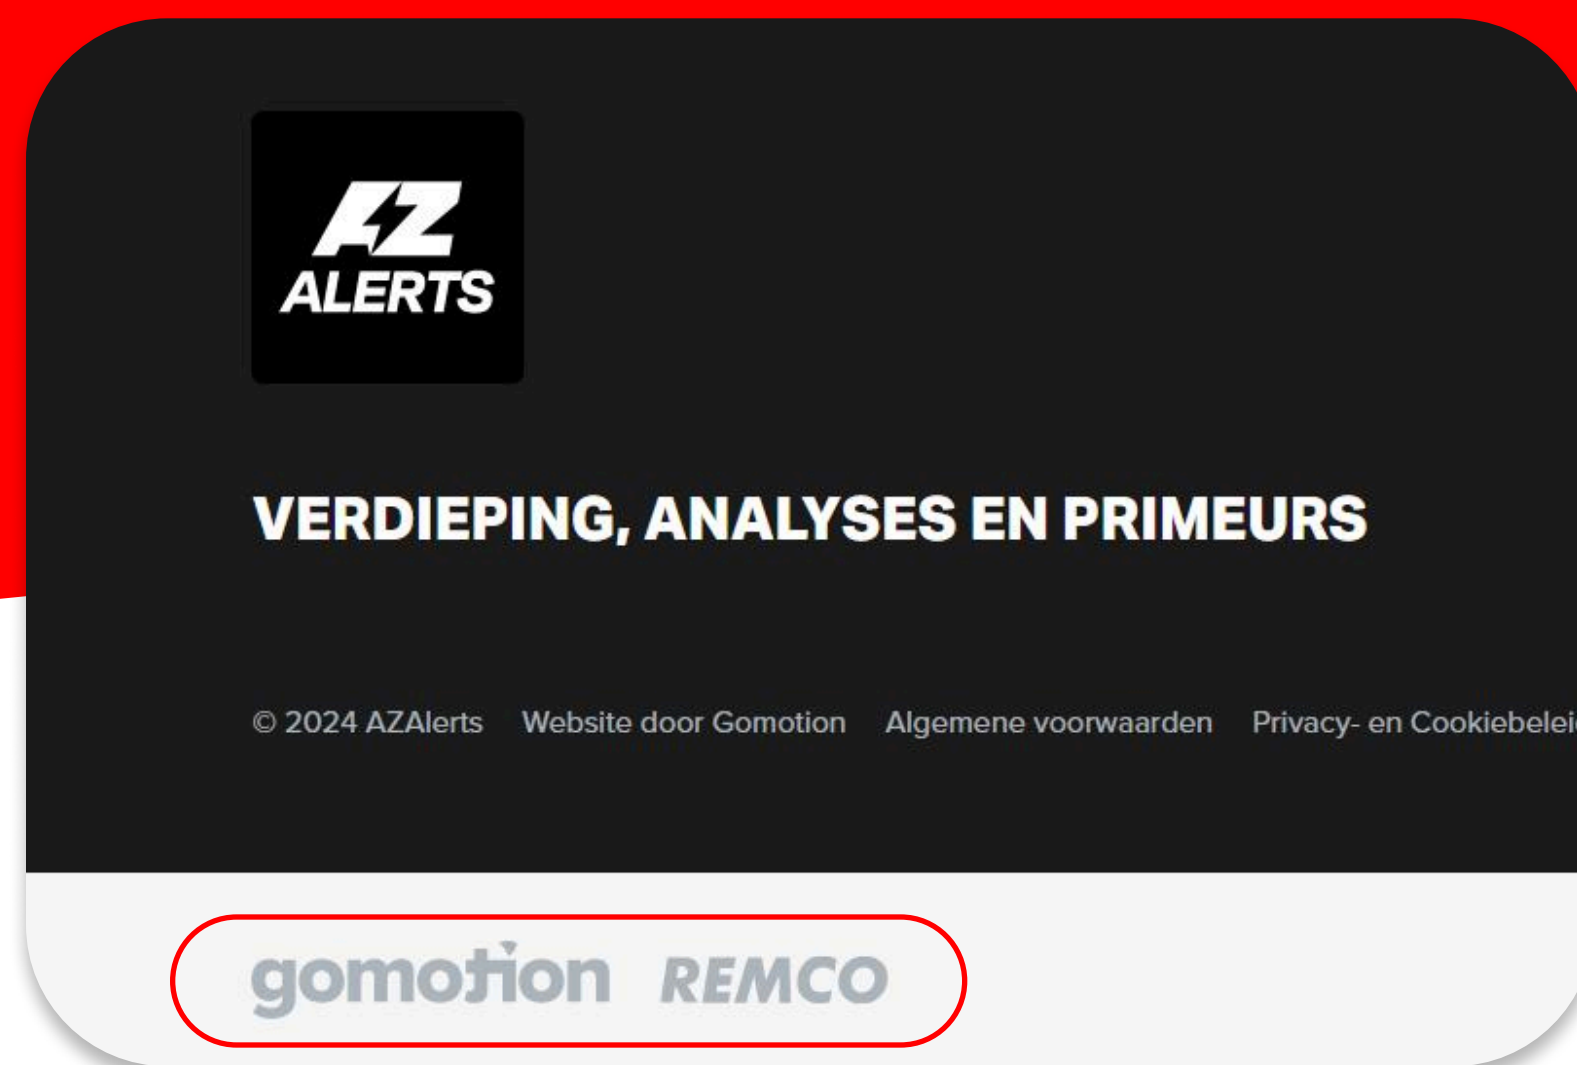 AZ
ALERTS
VERDIEPING, ANALYSES EN PRIMEURS
© 2024 AZAlerts Website door Gomotion Algemene voorwaarden Privacy- en Cookiebelei
gomotion REMCO